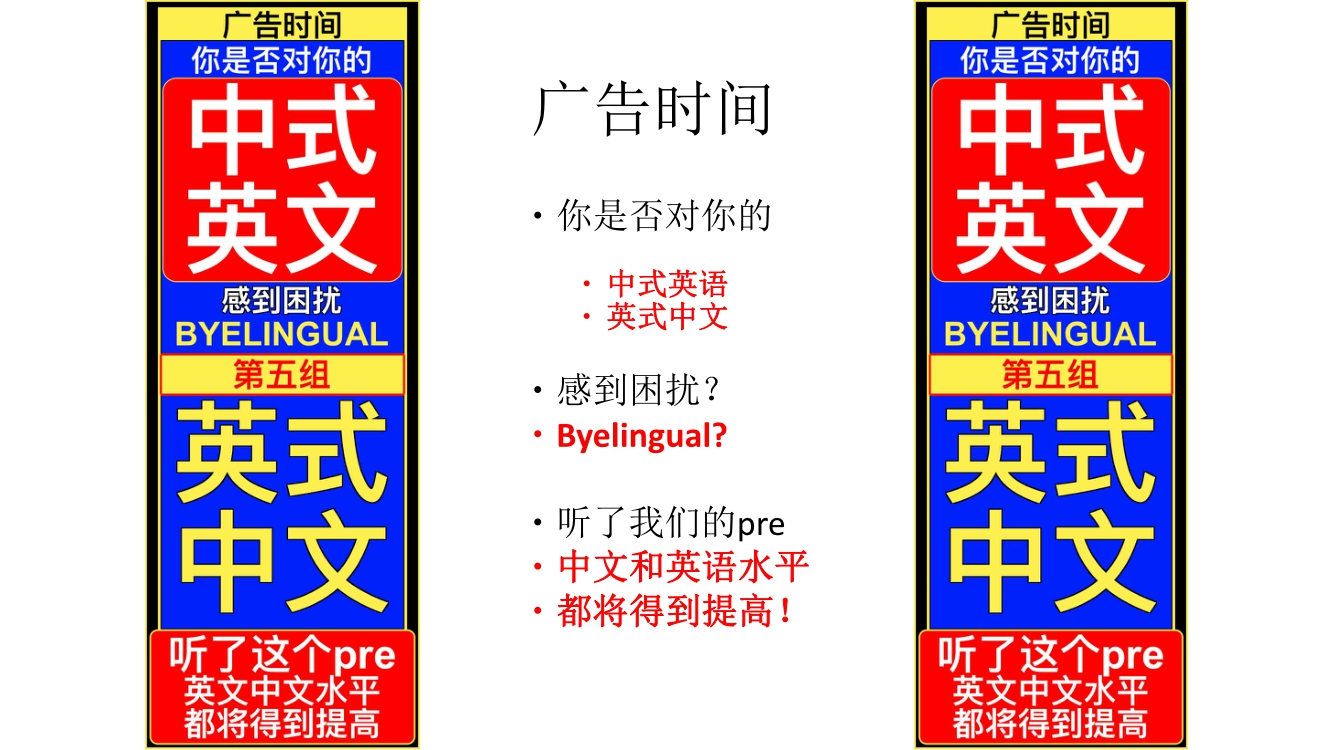 广告时间
你是否对你的
中式
英文
感到困扰
BYELINGUAL
第五组
英式
中文
听了这个pre
英文中文水平
都将得到提高
广告时间
• 你是否对你的
• 中式英语
• 英式中文
• 感到困扰？
• Byelingual?
• 听了我们的pre
• 中文和英语水平
• 都将得到提高！
广告时间
你是否对你的
中式
英文
感到困扰
BYELINGUAL
第五组
英式
中文
听了这个pre
英文中文水平
都将得到提高